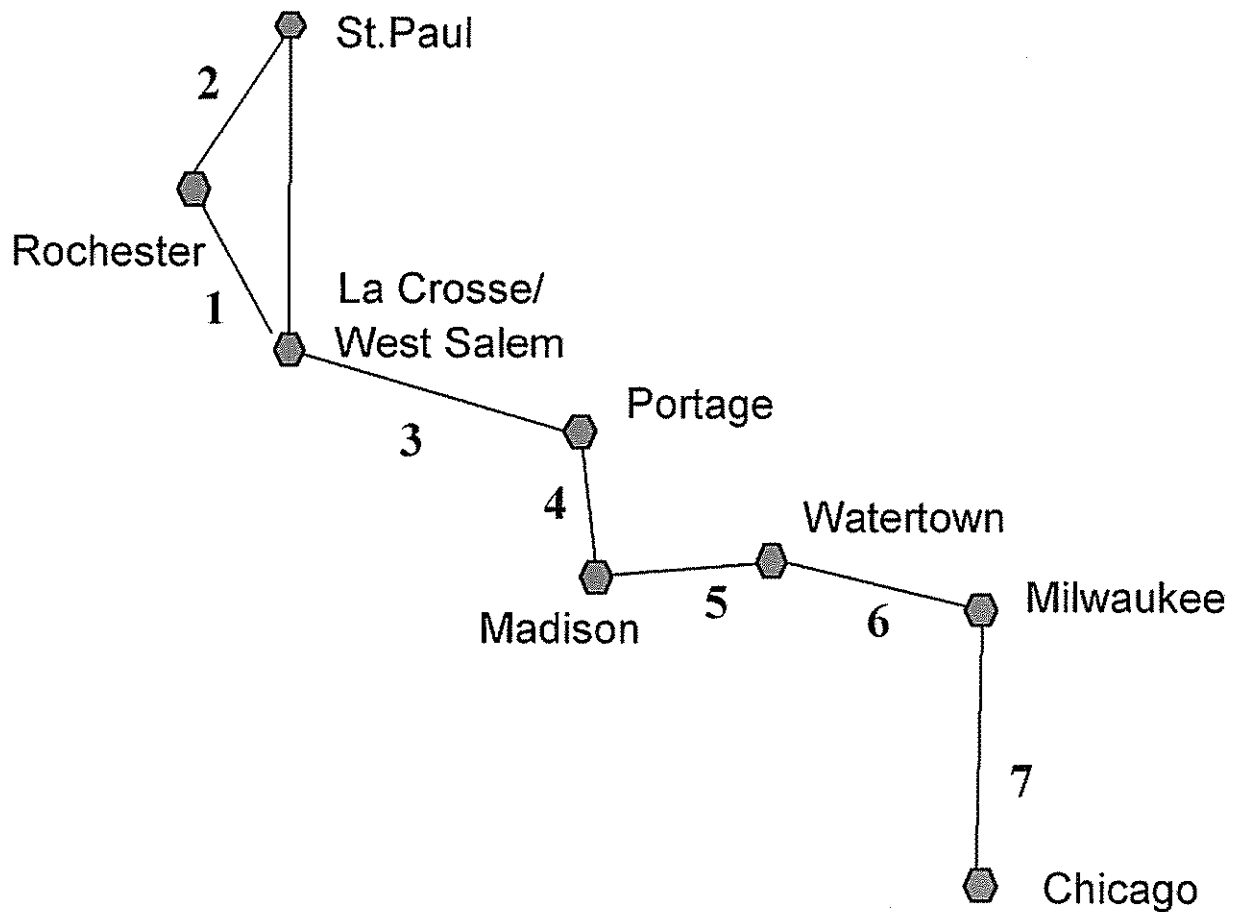 St.Paul
2
Rochester
1
La Crosse/
West Salem
Portage
3
4
Watertown
Madison
5
6
Milwaukee
7
Chicago